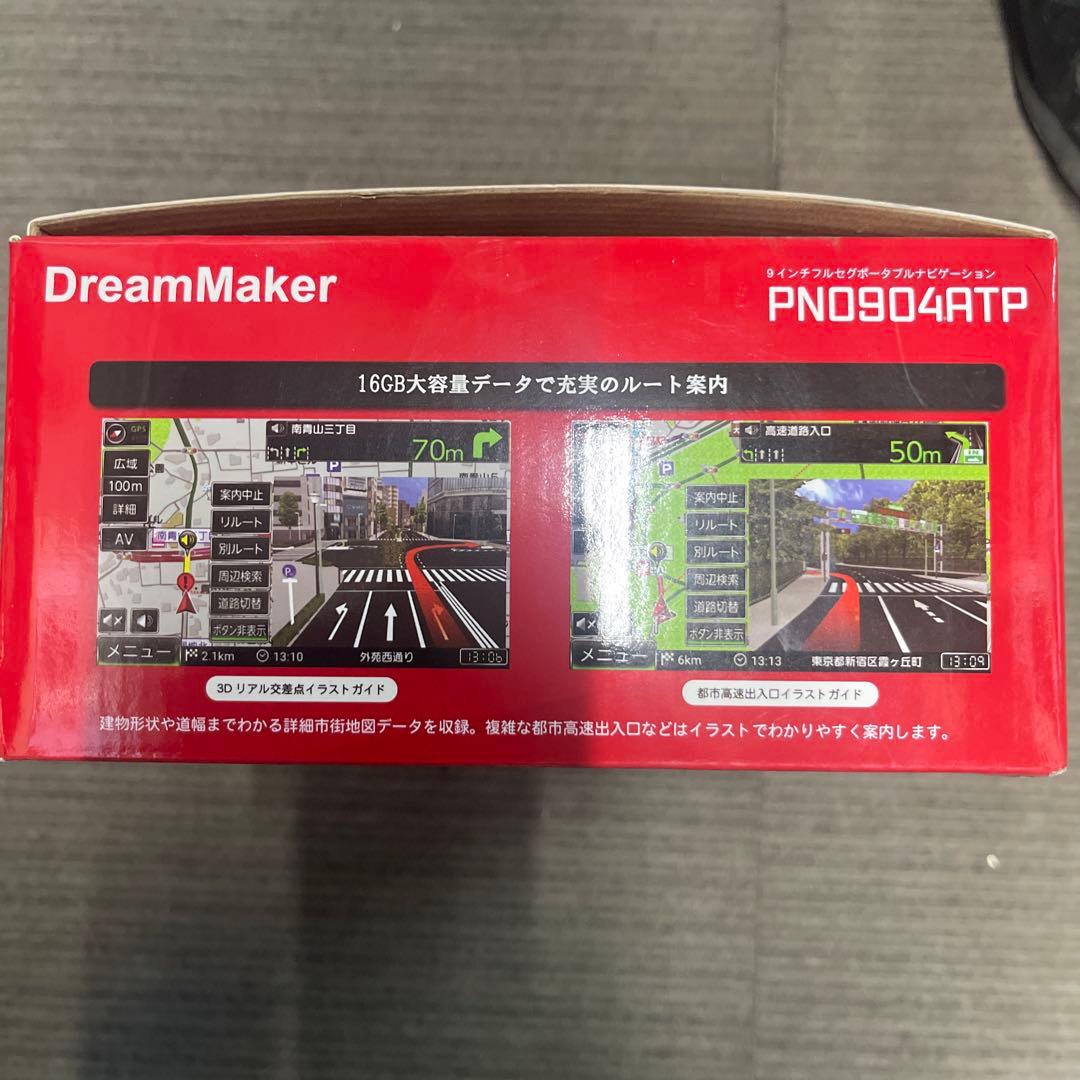 DreamMaker
9インチフルセグポータブルナビゲーション
PN0904ATP
16GB大容量データで充実のルート案内
GPS
南青山三丁目
70m
広域
100m
詳細
AV
案内中止
リルート
別ルート
周辺検索
道路切替
ボタン非表示
メニュー
2.1km
13:10
外苑西通り
13:06
3Dリアル交差点イラストガイド
高速道路入口
50m
IN
案内中止
リルート
別ルート
周辺検索
道路切替
ボタン非表示
メニュー
6km
13:13
東京都新宿区霞ヶ丘町
13:09
都市高速出入口イラストガイド
建物形状や道幅までわかる詳細市街地図データを収録。複雑な都市高速出入口などはイラストでわかりやすく案内します。